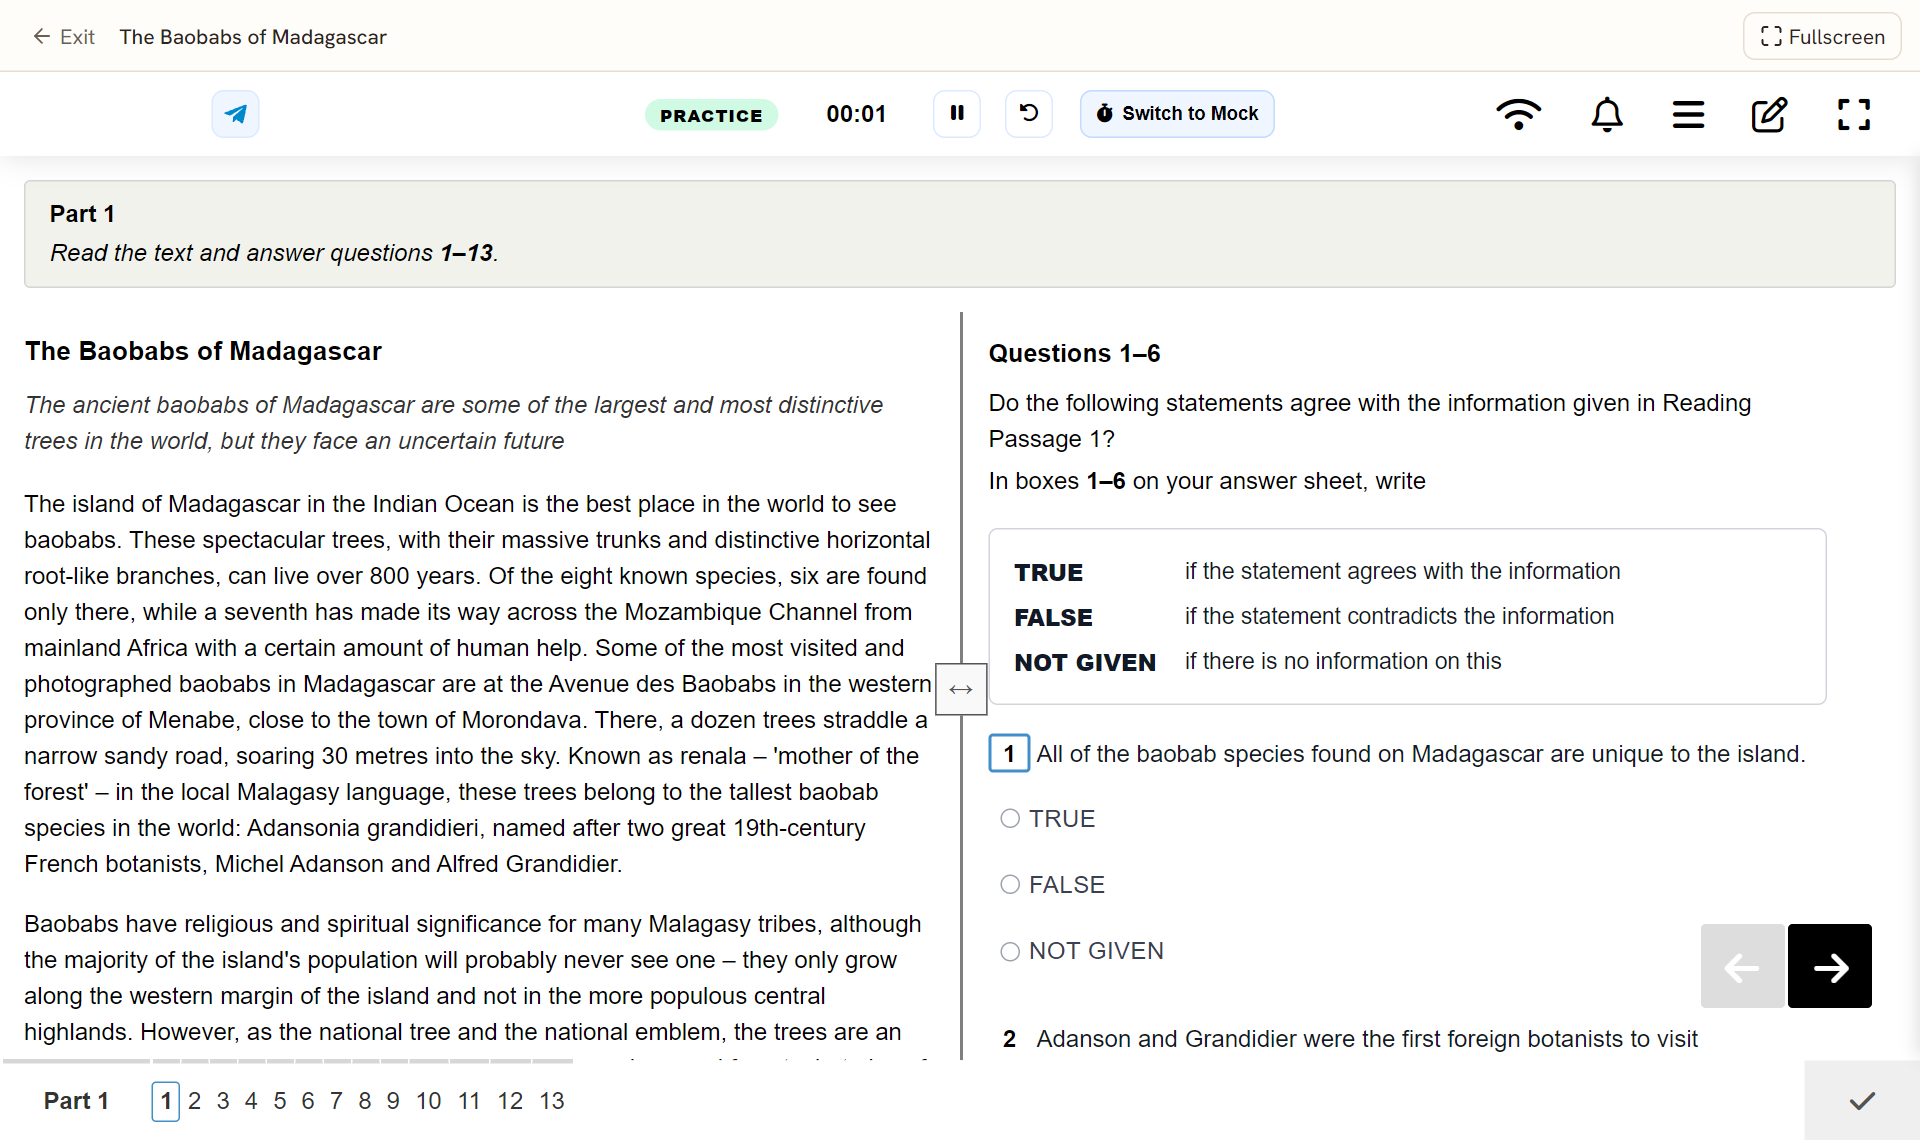 Exit The Baobabs of Madagascar
Fullscreen
PRACTICE 00:01 Switch to Mock
Part 1
Read the text and answer questions 1–13.
The Baobabs of Madagascar
The ancient baobabs of Madagascar are some of the largest and most distinctive
trees in the world, but they face an uncertain future
The island of Madagascar in the Indian Ocean is the best place in the world to see
baobabs. These spectacular trees, with their massive trunks and distinctive horizontal
root-like branches, can live over 800 years. Of the eight known species, six are found
only there, while a seventh has made its way across the Mozambique Channel from
mainland Africa with a certain amount of human help. Some of the most visited and
photographed baobabs in Madagascar are at the Avenue des Baobabs in the western
province of Menabe, close to the town of Morondava. There, a dozen trees straddle a
narrow sandy road, soaring 30 metres into the sky. Known as renala – 'mother of the
forest' – in the local Malagasy language, these trees belong to the tallest baobab
species in the world: Adansonia grandidieri, named after two great 19th-century
French botanists, Michel Adanson and Alfred Grandidier.
Baobabs have religious and spiritual significance for many Malagasy tribes, although
the majority of the island's population will probably never see one – they only grow
along the western margin of the island and not in the more populous central
highlands. However, as the national tree and the national emblem, the trees are an
Questions 1–6
Do the following statements agree with the information given in Reading
Passage 1?
In boxes 1–6 on your answer sheet, write
TRUE if the statement agrees with the information
FALSE if the statement contradicts the information
NOT GIVEN if there is no information on this
1 All of the baobab species found on Madagascar are unique to the island.
TRUE
FALSE
NOT GIVEN
2 Adanson and Grandidier were the first foreign botanists to visit
Part 1 1 2 3 4 5 6 7 8 9 10 11 12 13